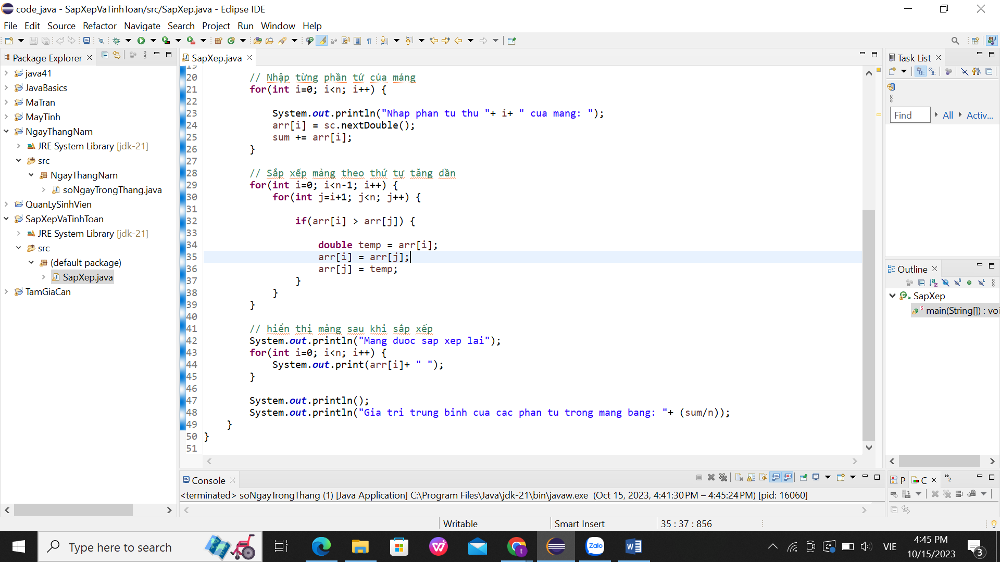 code_java - SapXepVaTinhToan/src/SapXep.java - Eclipse IDE
File Edit Source Refactor Navigate Search Project Run Window Help
Package Explorer
java41
JavaBasics
MaTran
MayTinh
NgayThangNam
JRE System Library [jdk-21]
src
NgayThangNam
soNgayTrongThang.java
QuanLySinhVien
SapXepVaTinhToan
JRE System Library [jdk-21]
src
(default package)
SapXep.java
TamGiaCan
SapXep.java
19
20 // Nhập từng phần tử của mảng
21 for(int i=0; i<n; i++) {
22
23 System.out.println("Nhap phan tu thu "+ i+ " cua mang: ");
24 arr[i] = sc.nextDouble();
25 sum += arr[i];
26 }
27
28 // Sắp xếp mảng theo thứ tự tăng dần
29 for(int i=0; i<n-1; i++) {
30 for(int j=i+1; j<n; j++) {
31
32 if(arr[i] > arr[j]) {
33
34 double temp = arr[i];
35 arr[i] = arr[j];
36 arr[j] = temp;
37 }
38 }
39 }
40
41 // hiển thị mảng sau khi sắp xếp
42 System.out.println("Mang duoc sap xep lai");
43 for(int i=0; i<n; i++) {
44 System.out.print(arr[i]+ " ");
45 }
46
47 System.out.println();
48 System.out.println("Gia tri trung binh cua cac phan tu trong mang bang: "+ (sum/n));
49 }
50 }
51
Task List
Find All Activ...
Outline
SapXep
main(String[]) : voi
Console
<terminated> soNgayTrongThang (1) [Java Application] C:\Program Files\Java\jdk-21\bin\javaw.exe (Oct 15, 2023, 4:41:30 PM – 4:45:24 PM) [pid: 16060]
P C 2
Writable Smart Insert 35 : 37 : 856
Type here to search
Zalo
VIE
4:45 PM
10/15/2023
3